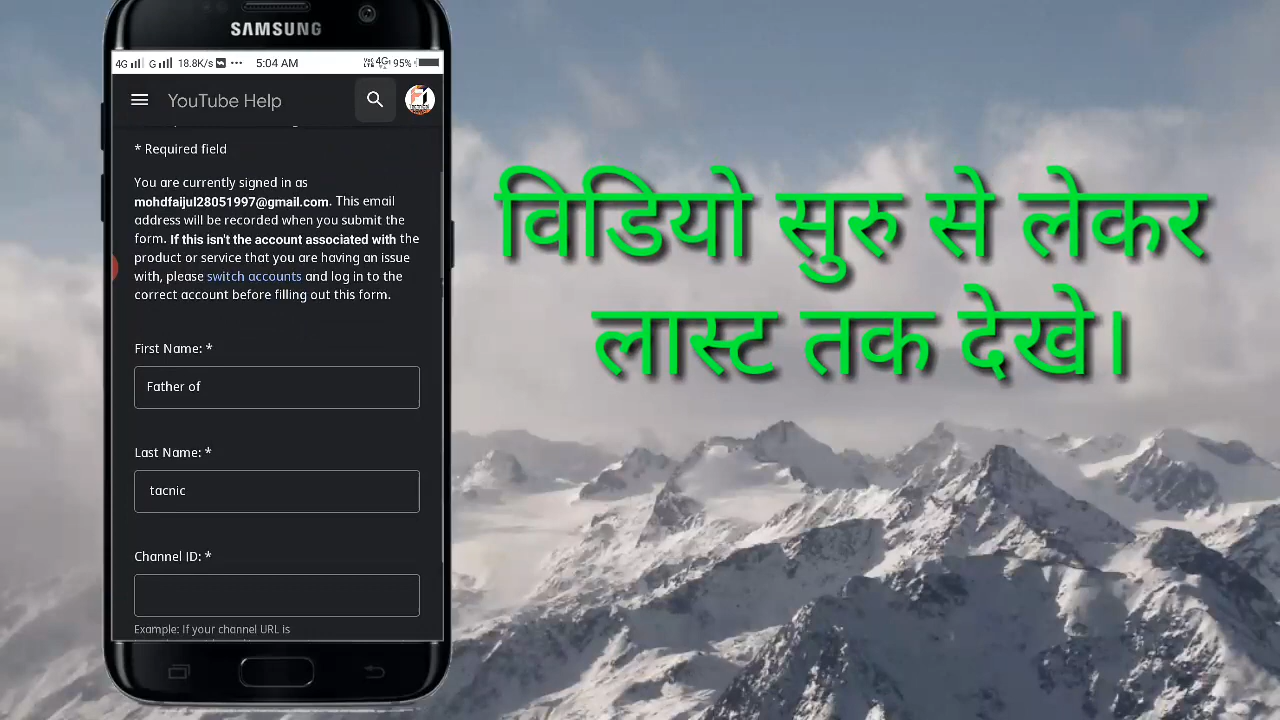 SAMSUNG
4G G 18.8K/s ••• 5:04 AM 4G+ 95%
YouTube Help
* Required field
You are currently signed in as
mohdfaijul28051997@gmail.com. This email
address will be recorded when you submit the
form. If this isn't the account associated with the
product or service that you are having an issue
with, please switch accounts and log in to the
correct account before filling out this form.
First Name: *
Father of
Last Name: *
tacnic
Channel ID: *
Example: If your channel URL is
विडियो सुरु से लेकर
लास्ट तक देखे।